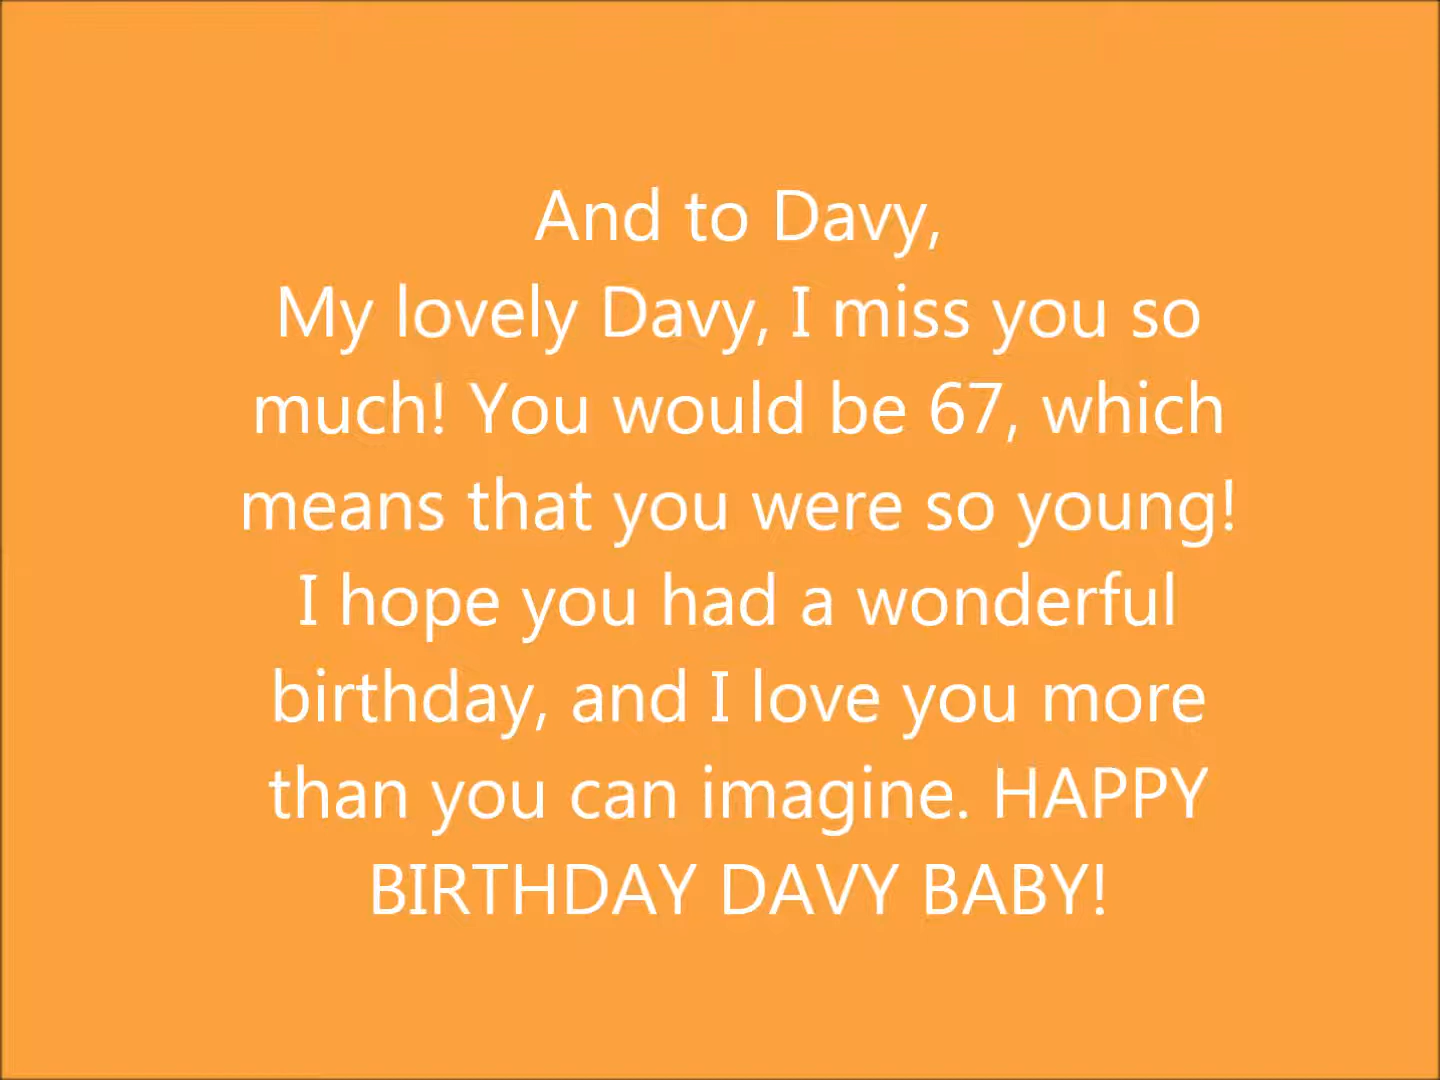 And to Davy,
My lovely Davy, I miss you so
much! You would be 67, which
means that you were so young!
I hope you had a wonderful
birthday, and I love you more
than you can imagine. HAPPY
BIRTHDAY DAVY BABY!